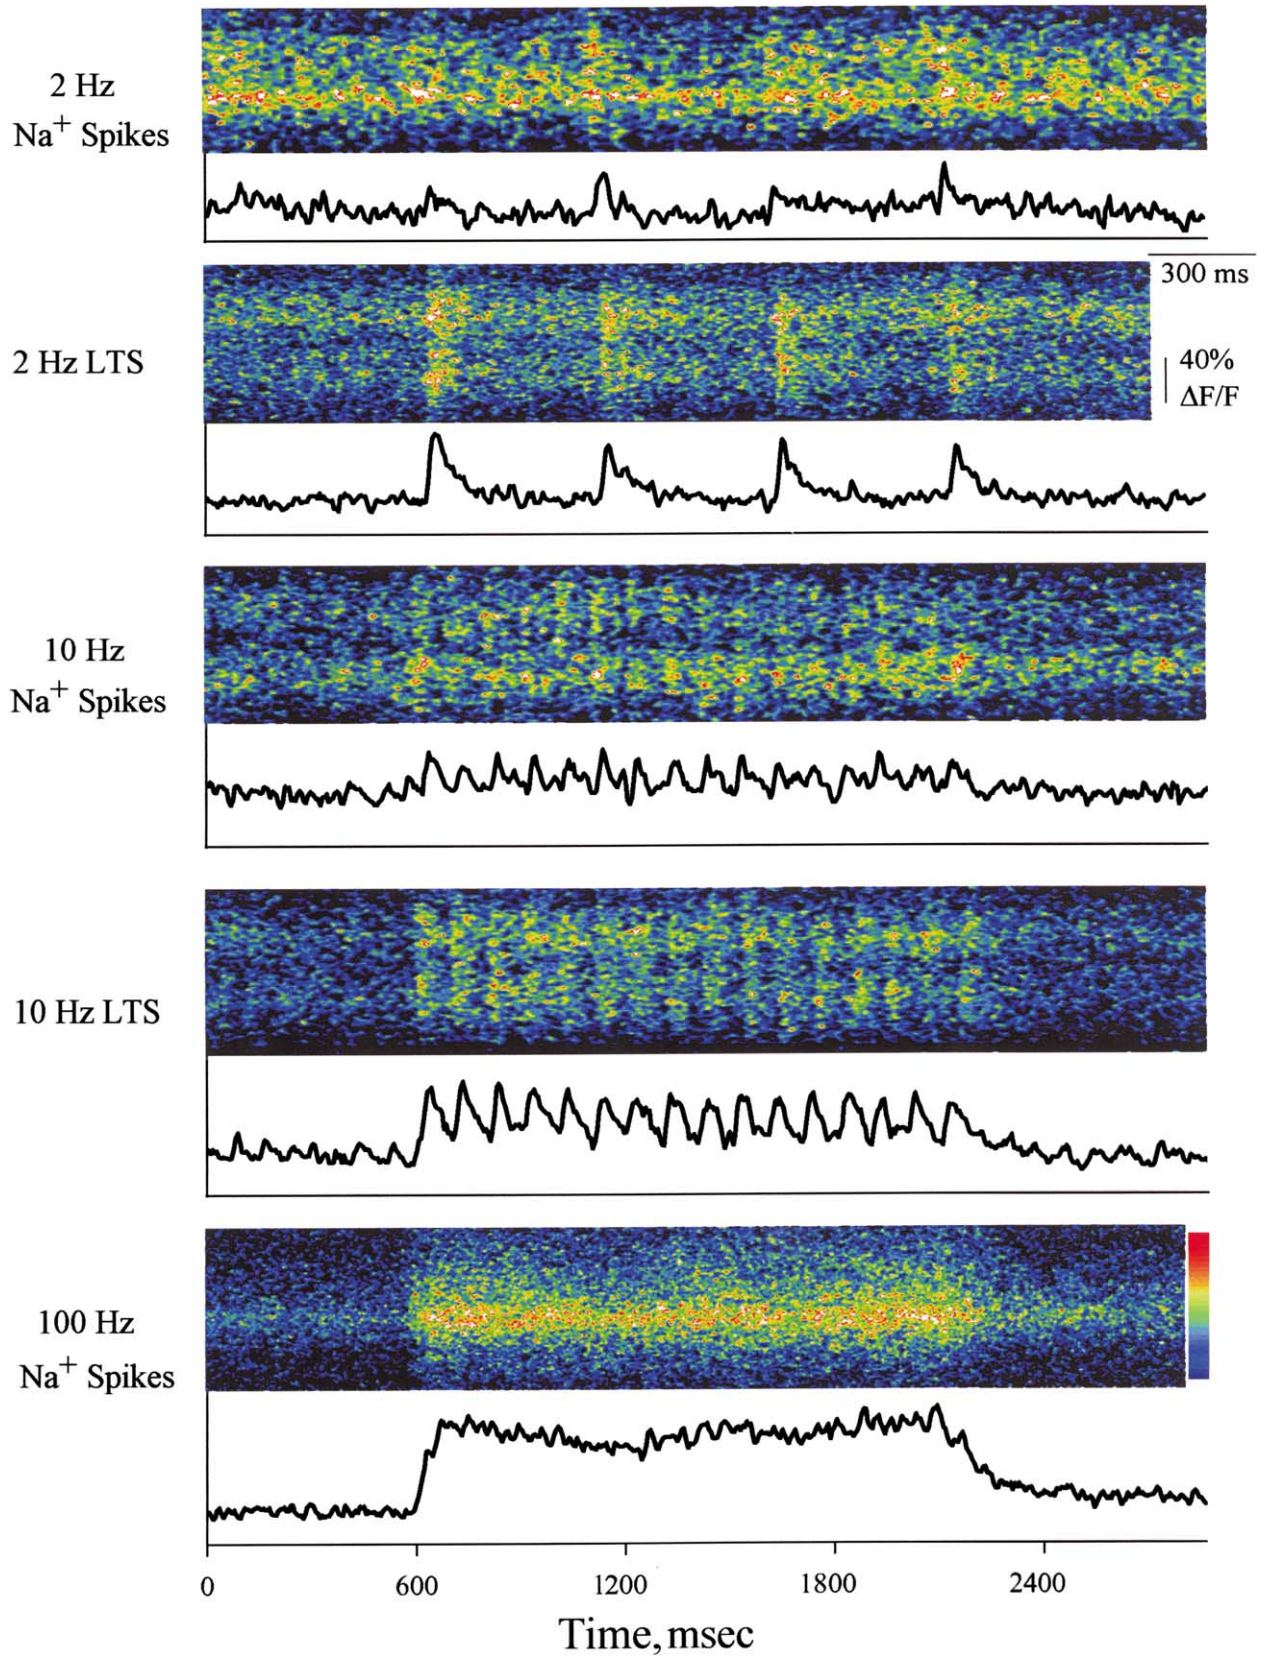 2 Hz
Na+ Spikes
300 ms
2 Hz LTS
40%
ΔF/F
10 Hz
Na+ Spikes
10 Hz LTS
100 Hz
Na+ Spikes
0 600 1200 1800 2400
Time, msec